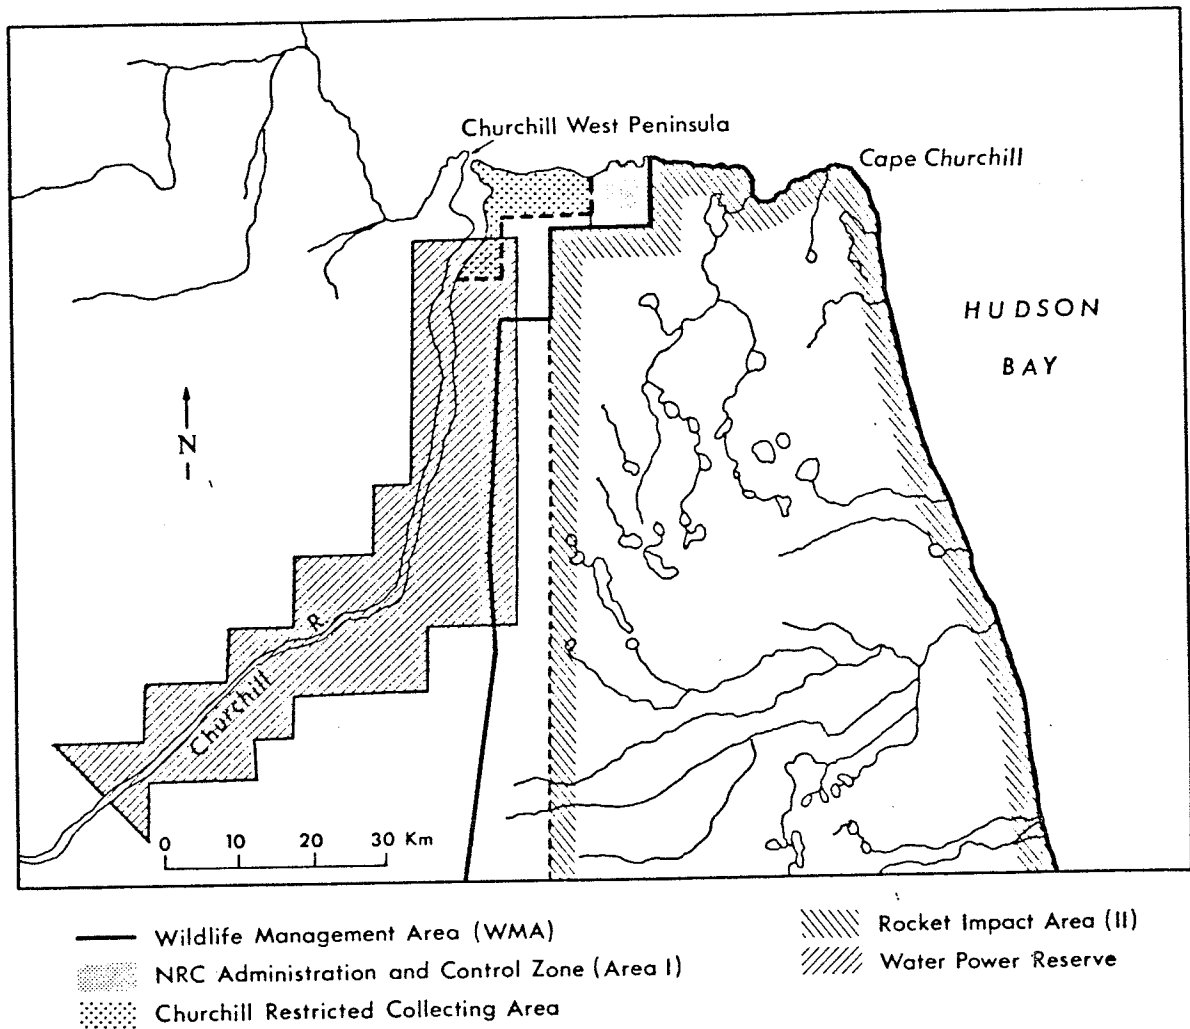 Churchill West Peninsula
Cape Churchill
HUDSON
BAY
N
Churchill R.
0 10 20 30 Km
Wildlife Management Area (WMA)
NRC Administration and Control Zone (Area I)
Churchill Restricted Collecting Area
Rocket Impact Area (II)
Water Power Reserve